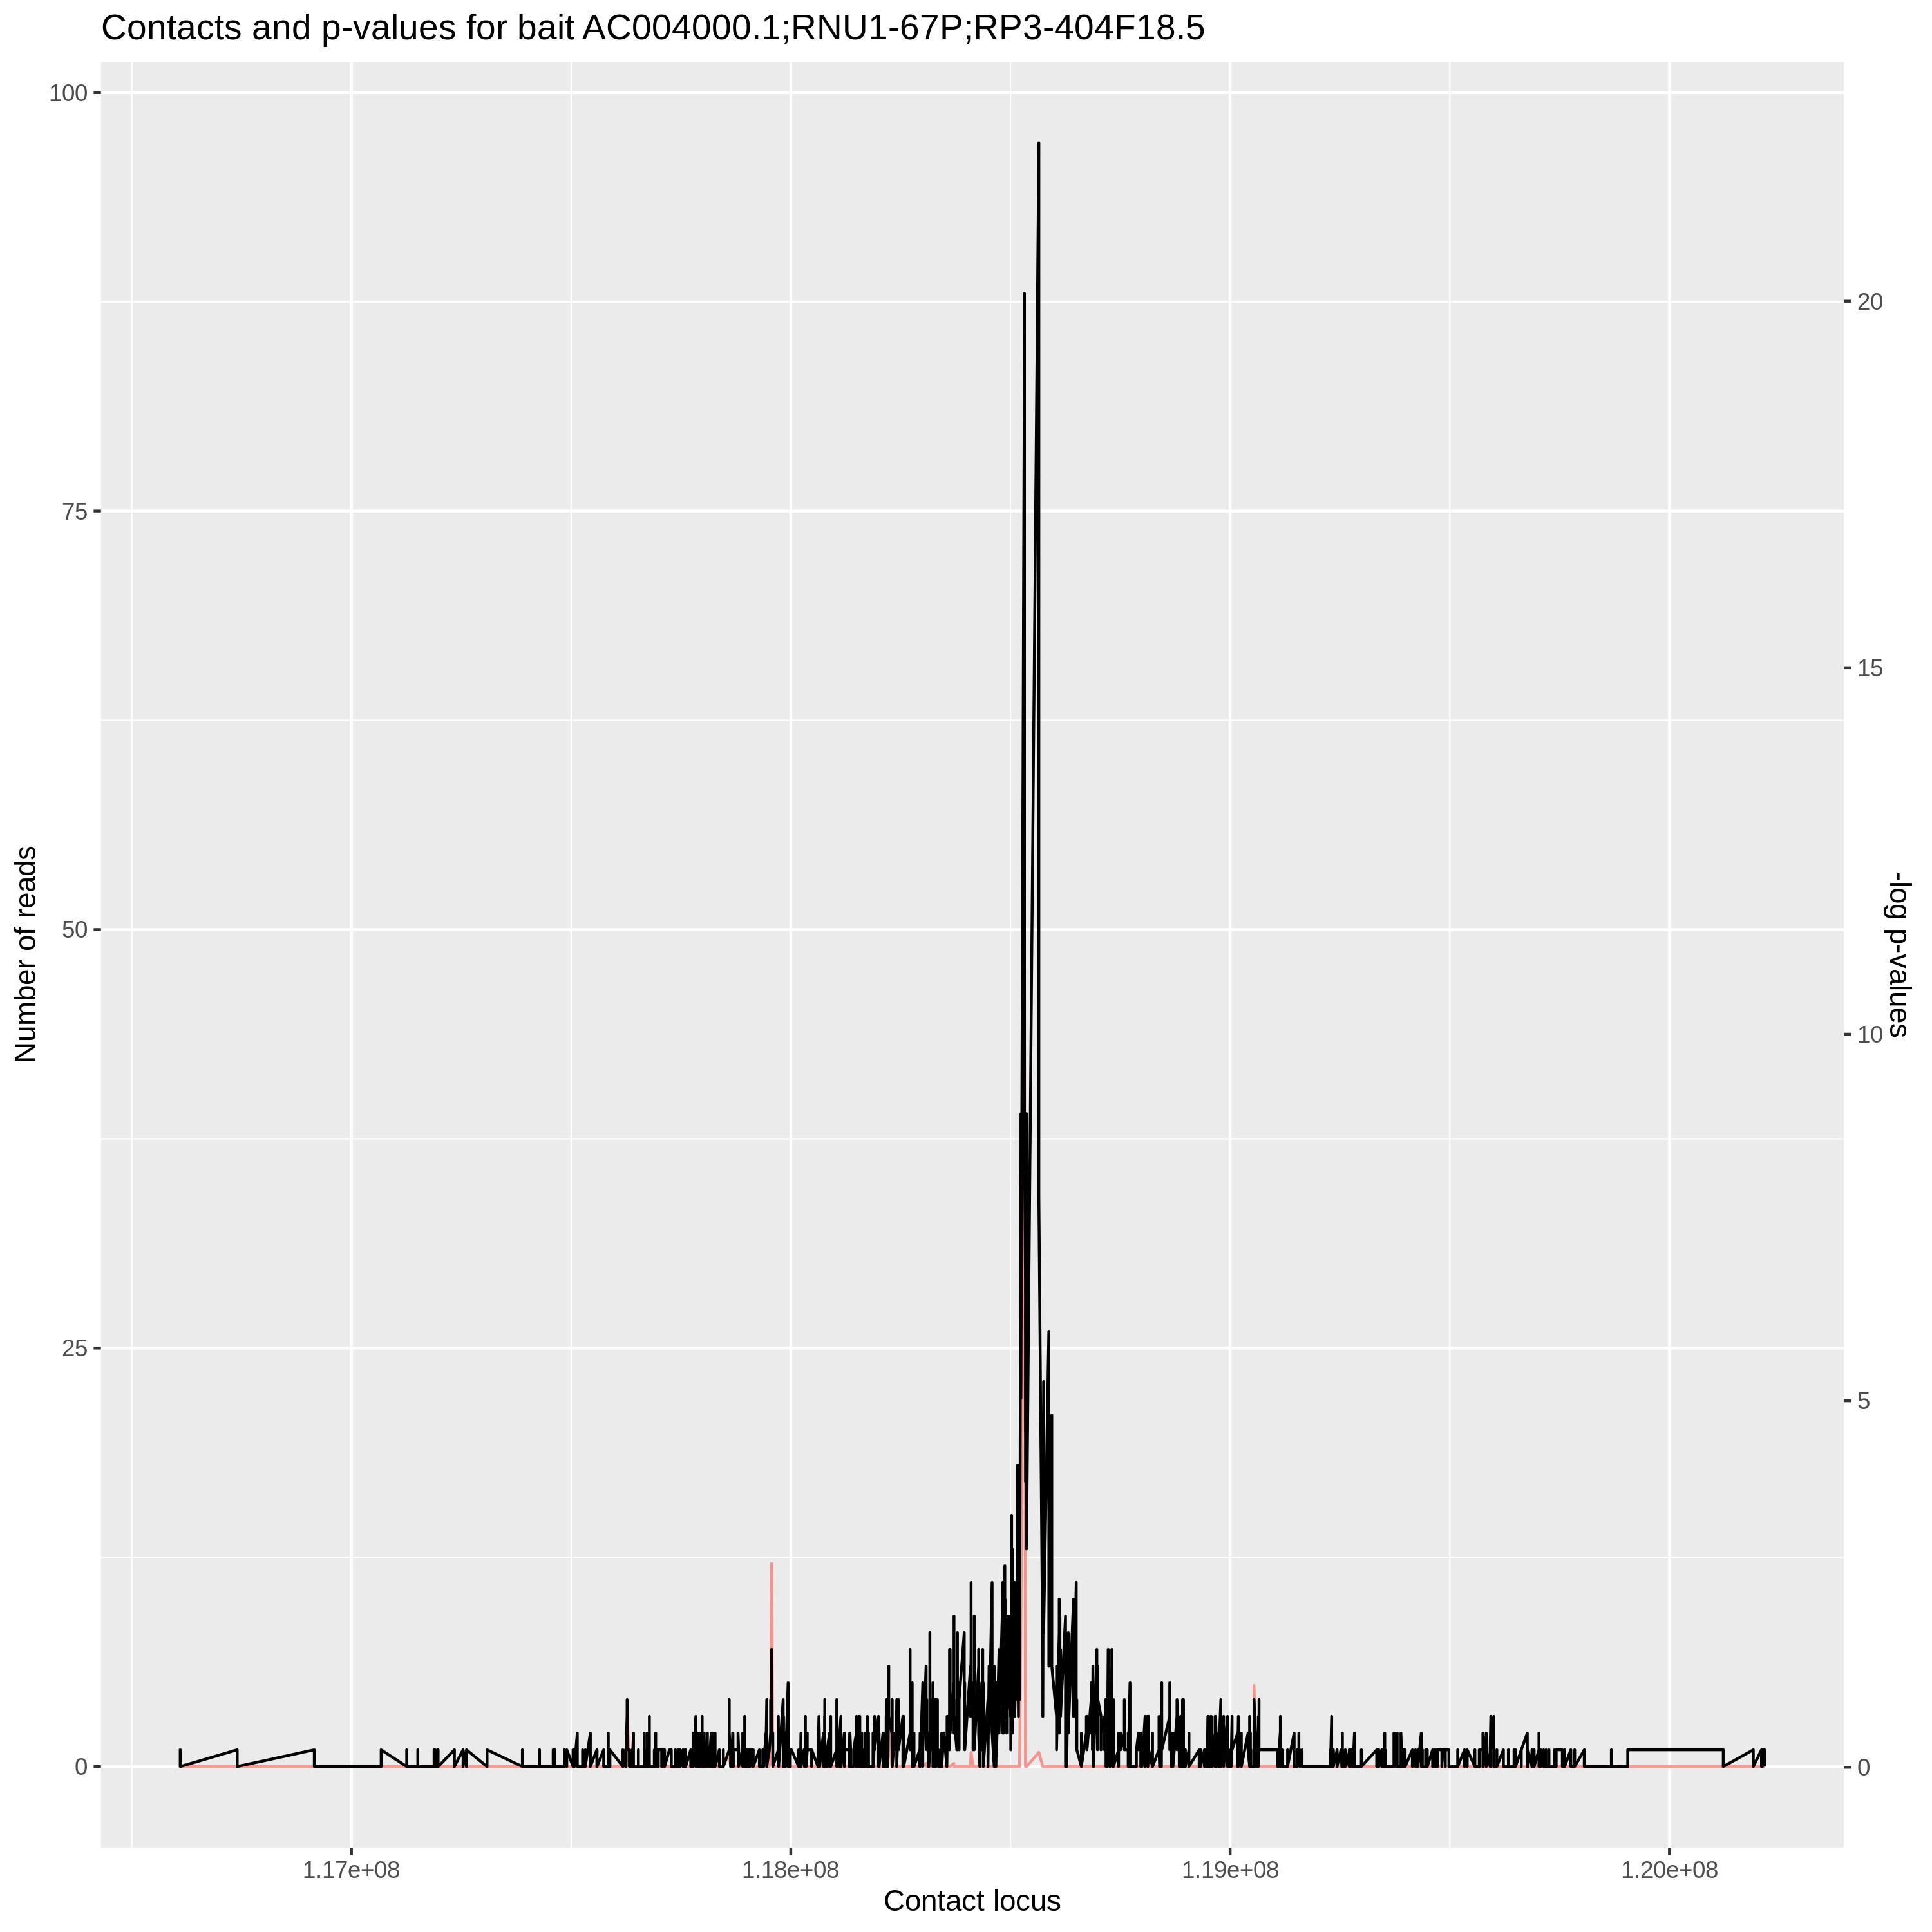 Contacts and p-values for bait AC004000.1;RNU1-67P;RP3-404F18.5
100
75
50
25
0
Number of reads
20
15
10
5
0
-log p-values
1.17e+08
1.18e+08
1.19e+08
1.20e+08
Contact locus